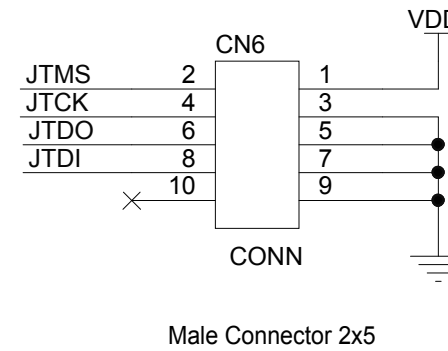 VDD
CN6
JTMS 2 1
JTCK 4 3
JTDO 6 5
JTDI 8 7
10 9
CONN
Male Connector 2x5